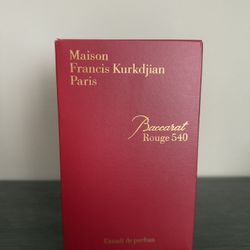 Maison
Francis Kurkdjian
Paris
Baccarat
Rouge 540
Extrait de parfum